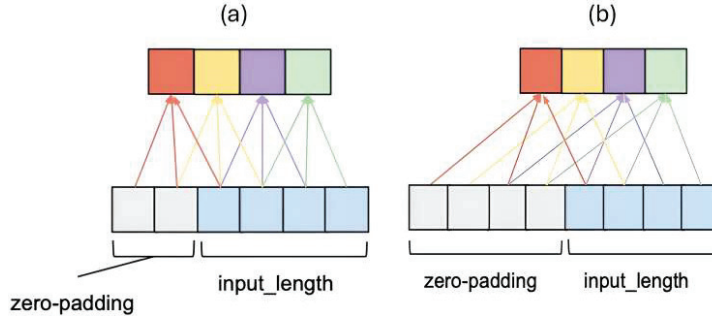 (a)
(b)
zero-padding
input_length
zero-padding
input_length